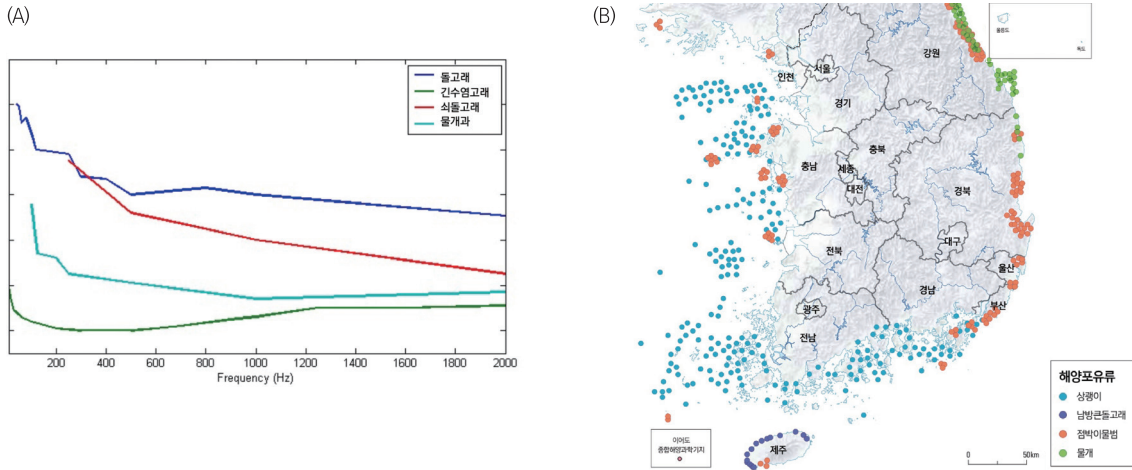 (A)
돌고래
긴수염고래
쇠돌고래
물개과
200 400 600 800 1000 1200 1400 1600 1800 2000
Frequency (Hz)
(B)
울릉도
독도
강원
서울
인천
경기
충북
충남
세종
대전
경북
대구
전북
울산
경남
부산
광주
전남
제주
이어도
종합해양과학기지
해양포유류
상괭이
남방큰돌고래
점박이물범
물개
0 50km